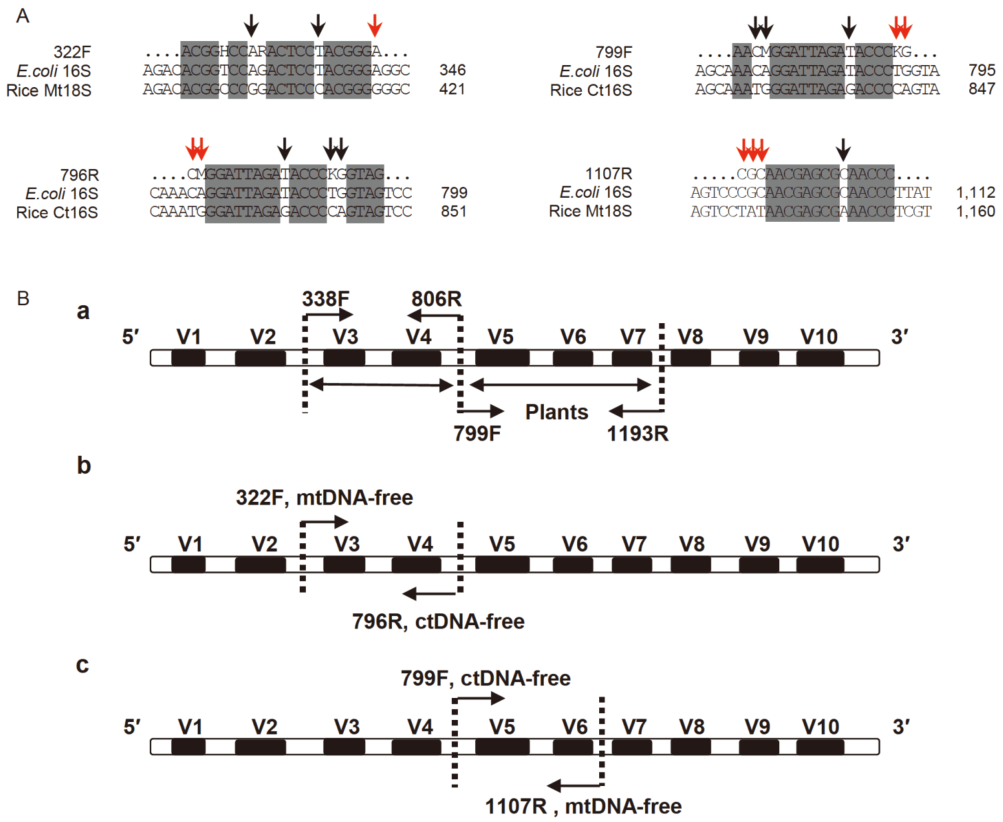 A
322F ....ACGGHCCARACTCCTACGGGA...
E.coli 16S AGACACGGTCCAGACTCCTACGGGAGGC 346
Rice Mt18S AGACACGGCCCGGACTCCCACGGGGGGC 421
799F ....AACMGGATTAGATACCCKG....
E.coli 16S AGCAAACAGGATTAGATACCCTGGTA 795
Rice Ct16S AGCAAATGGGATTAGAGACCCCAGTA 847
796R ....CMGGATTAGATACCCKGGTAG...
E.coli 16S CAAACAGGATTAGATACCCTGGTAGTCC 799
Rice Ct16S CAAATGGGATTAGAGACCCCAGTAGTCC 851
1107R .....CGCAACGAGCGCAACCC....
E.coli 16S AGTCCCGCAACGAGCGCAACCCTTAT 1,112
Rice Mt18S AGTCCTATAACGAGCGAAACCCTCGT 1,160
B
a
338F 806R
5′ V1 V2 V3 V4 V5 V6 V7 V8 V9 V10 3′
Plants
799F 1193R
b
322F, mtDNA-free
5′ V1 V2 V3 V4 V5 V6 V7 V8 V9 V10 3′
796R, ctDNA-free
c
799F, ctDNA-free
5′ V1 V2 V3 V4 V5 V6 V7 V8 V9 V10 3′
1107R , mtDNA-free